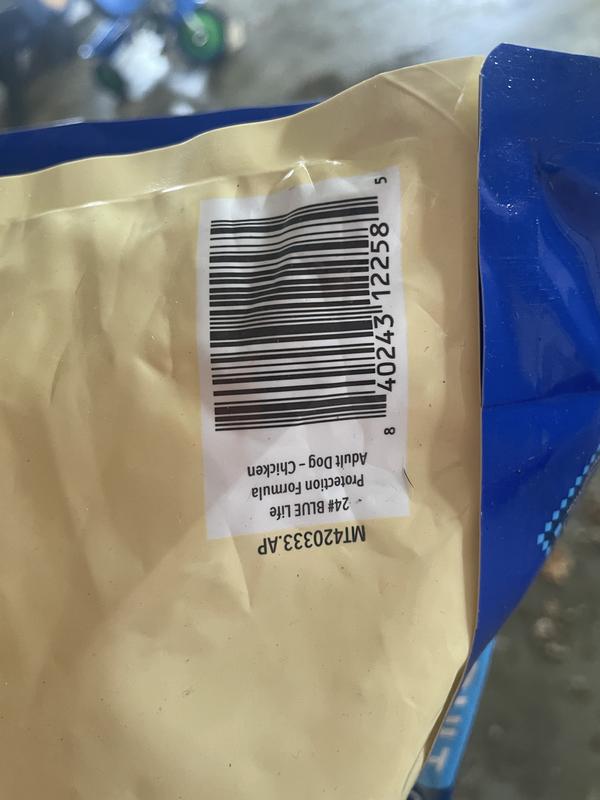 MT420333.AP
24# BLUE Life
Protection Formula
Adult Dog - Chicken
8 40243 12258 5